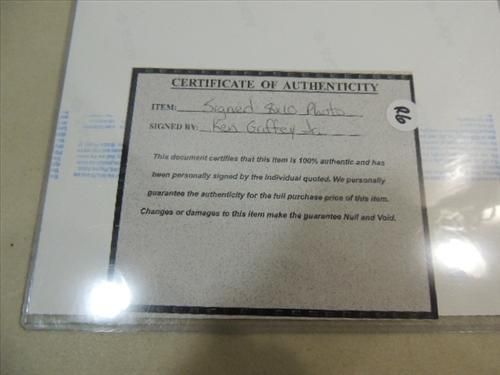 CERTIFICATE OF AUTHENTICITY
ITEM: Signed 8x10 Photo
SIGNED BY: Ken Griffey Jr.
This document certifies that this item is 100% authentic and has
been personally signed by the individual quoted. We personally
guarantee the authenticity for the full purchase price of this item.
Changes or damages to this item make the guarantee Null and Void.